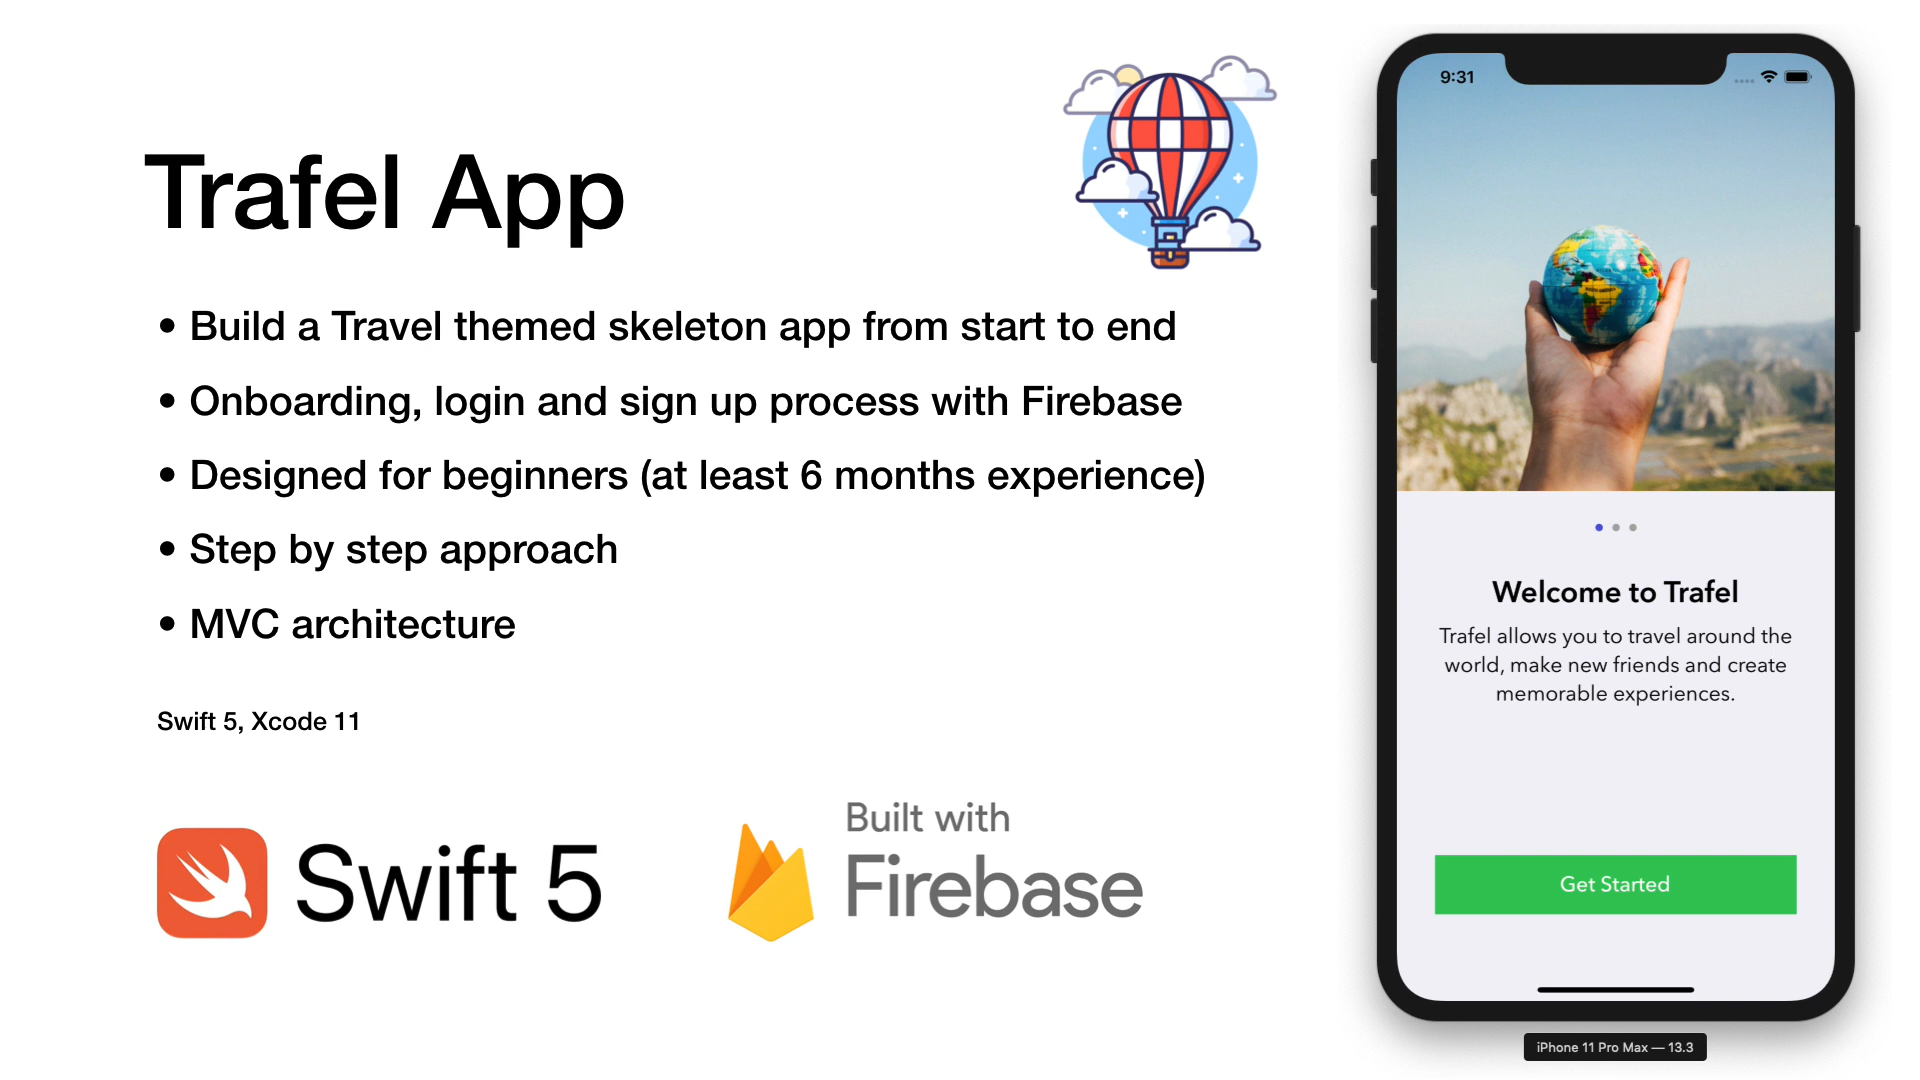 Trafel App
• Build a Travel themed skeleton app from start to end
• Onboarding, login and sign up process with Firebase
• Designed for beginners (at least 6 months experience)
• Step by step approach
• MVC architecture
Swift 5, Xcode 11
Swift 5
Built with
Firebase
9:31
Welcome to Trafel
Trafel allows you to travel around the
world, make new friends and create
memorable experiences.
Get Started
iPhone 11 Pro Max — 13.3